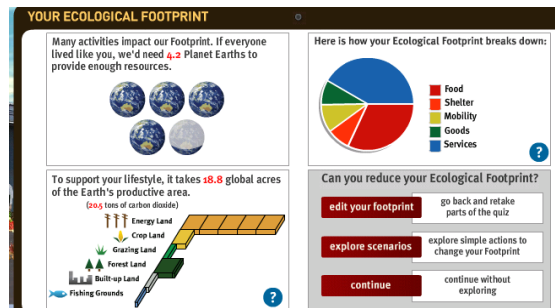 YOUR ECOLOGICAL FOOTPRINT
Many activities impact our Footprint. If everyone
lived like you, we'd need 4.2 Planet Earths to
provide enough resources.
Here is how your Ecological Footprint breaks down:
Food
Shelter
Mobility
Goods
Services
?
To support your lifestyle, it takes 18.8 global acres
of the Earth's productive area.
(20.5 tons of carbon dioxide)
Energy Land
Crop Land
Grazing Land
Forest Land
Built-up Land
Fishing Grounds
?
Can you reduce your Ecological Footprint?
edit your footprint
go back and retake
parts of the quiz
explore scenarios
explore simple actions to
change your Footprint
continue
continue without
exploring